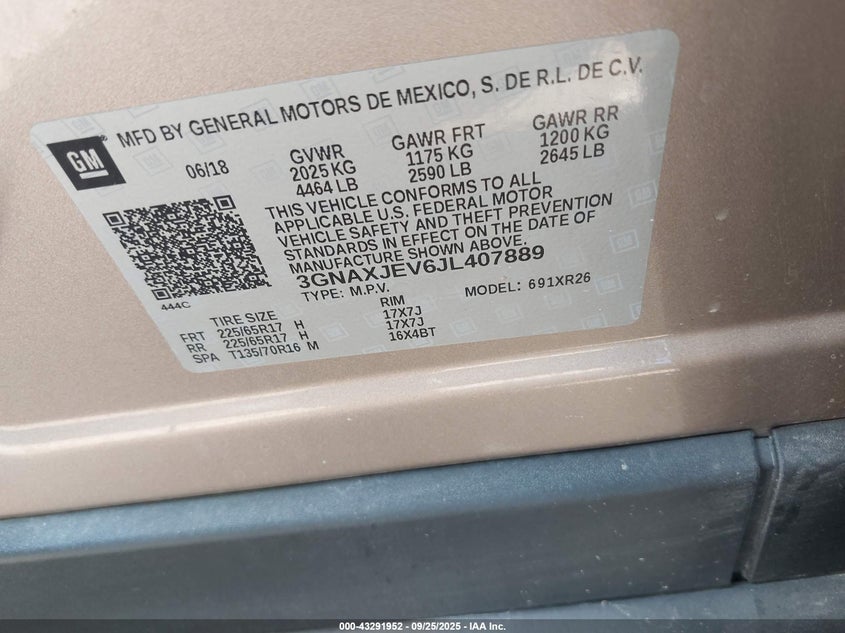 GM
MFD BY GENERAL MOTORS DE MEXICO, S. DE R.L. DE C.V.
06/18 GVWR GAWR FRT GAWR RR
2025 KG 1175 KG 1200 KG
4464 LB 2590 LB 2645 LB
THIS VEHICLE CONFORMS TO ALL
APPLICABLE U.S. FEDERAL MOTOR
VEHICLE SAFETY AND THEFT PREVENTION
STANDARDS IN EFFECT ON THE DATE OF
MANUFACTURE SHOWN ABOVE.
3GNAXJEV6JL407889
TYPE: M.P.V. MODEL: 691XR26
444C
TIRE SIZE RIM
FRT 225/65R17 H 17X7J
RR 225/65R17 H 17X7J
SPA T135/70R16 M 16X4BT
000-43291952 - 09/25/2025 - IAA Inc.